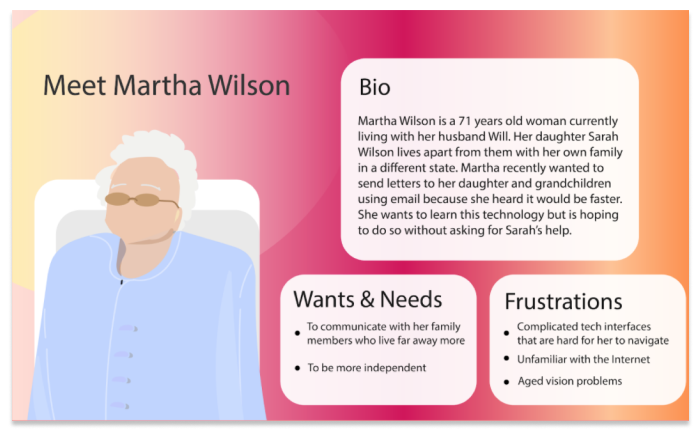 Meet Martha Wilson
Bio
Martha Wilson is a 71 years old woman currently
living with her husband Will. Her daughter Sarah
Wilson lives apart from them with her own family
in a different state. Martha recently wanted to
send letters to her daughter and grandchildren
using email because she heard it would be faster.
She wants to learn this technology but is hoping
to do so without asking for Sarah's help.
Wants & Needs
• To communicate with her family
members who live far away more
• To be more independent
Frustrations
• Complicated tech interfaces
that are hard for her to navigate
• Unfamiliar with the Internet
• Aged vision problems